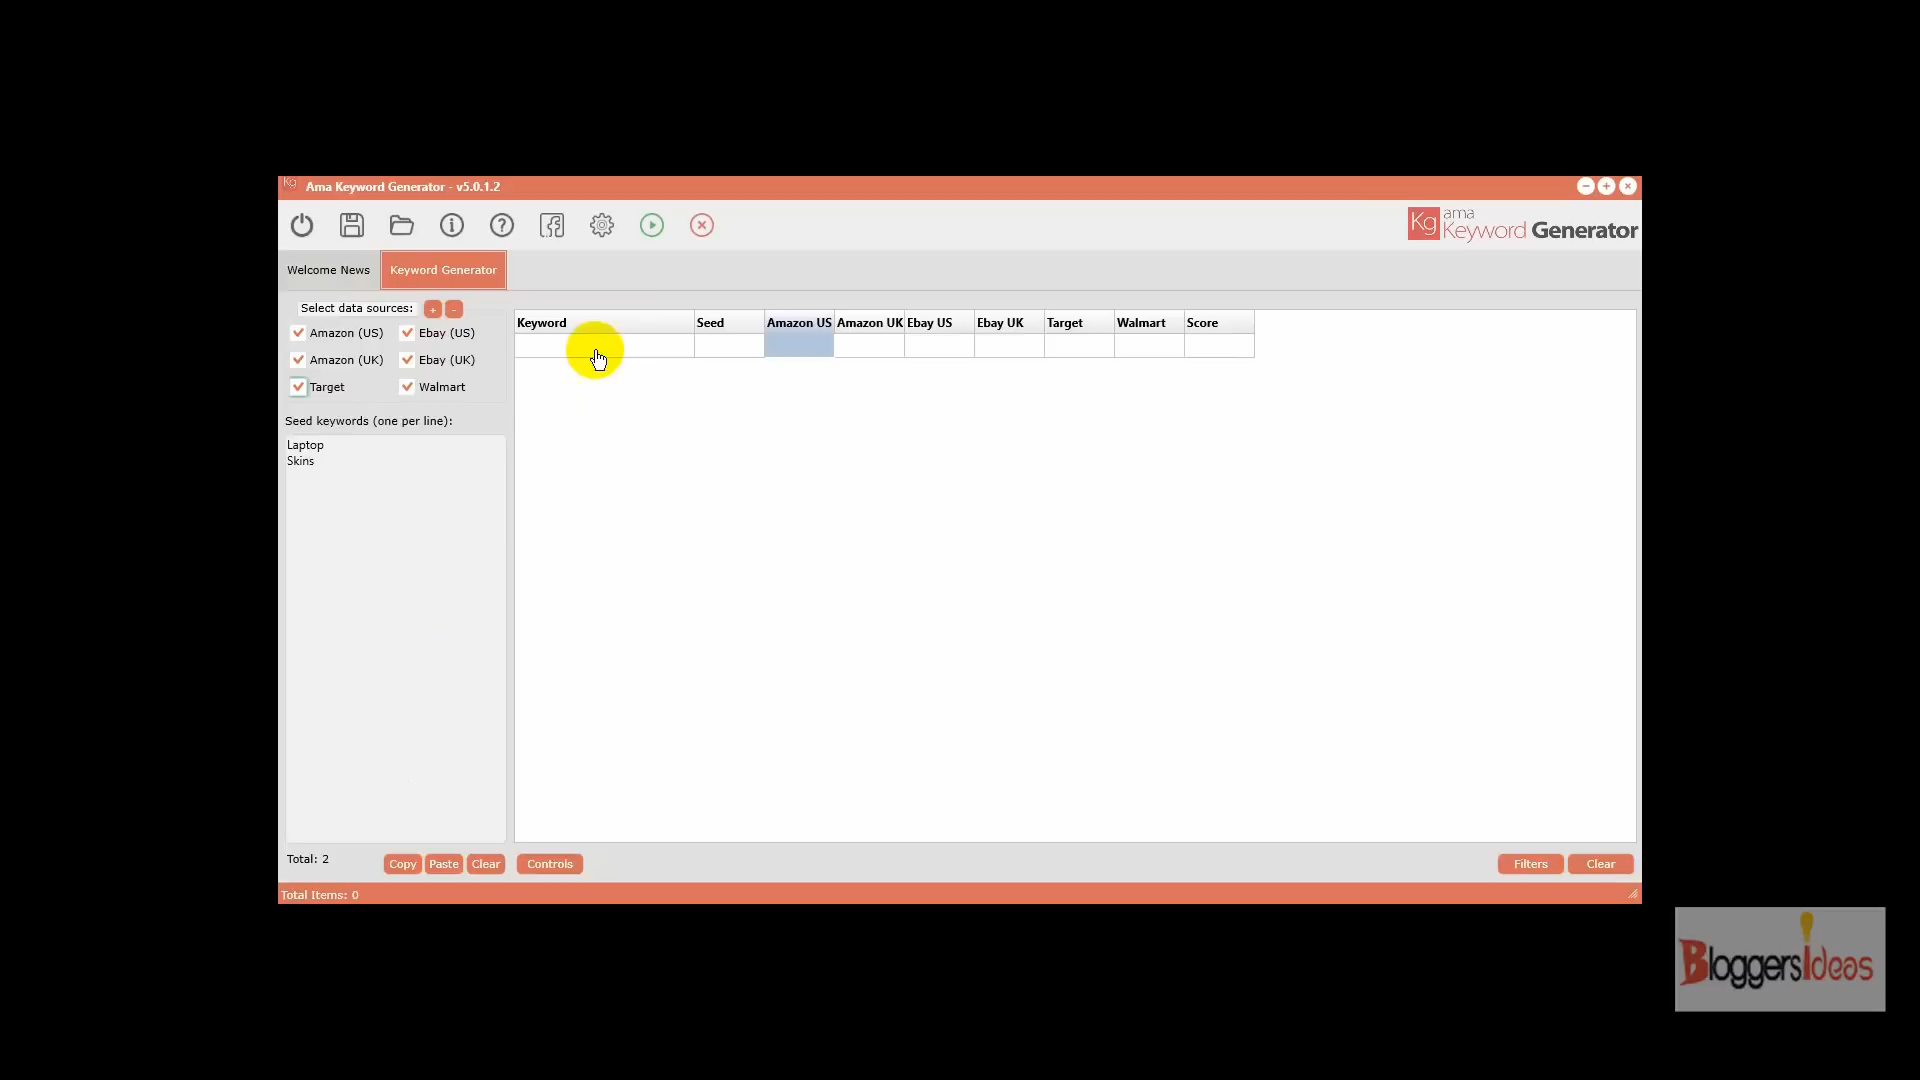 Kg Ama Keyword Generator - v5.0.1.2
Kg ama Keyword Generator
Welcome News
Keyword Generator
Select data sources: + -
Amazon (US) Ebay (US)
Amazon (UK) Ebay (UK)
Target Walmart
Seed keywords (one per line):
Laptop
Skins
Keyword Seed Amazon US Amazon UK Ebay US Ebay UK Target Walmart Score
Total: 2
Copy Paste Clear Controls Filters Clear
Total Items: 0
BloggersIdeas